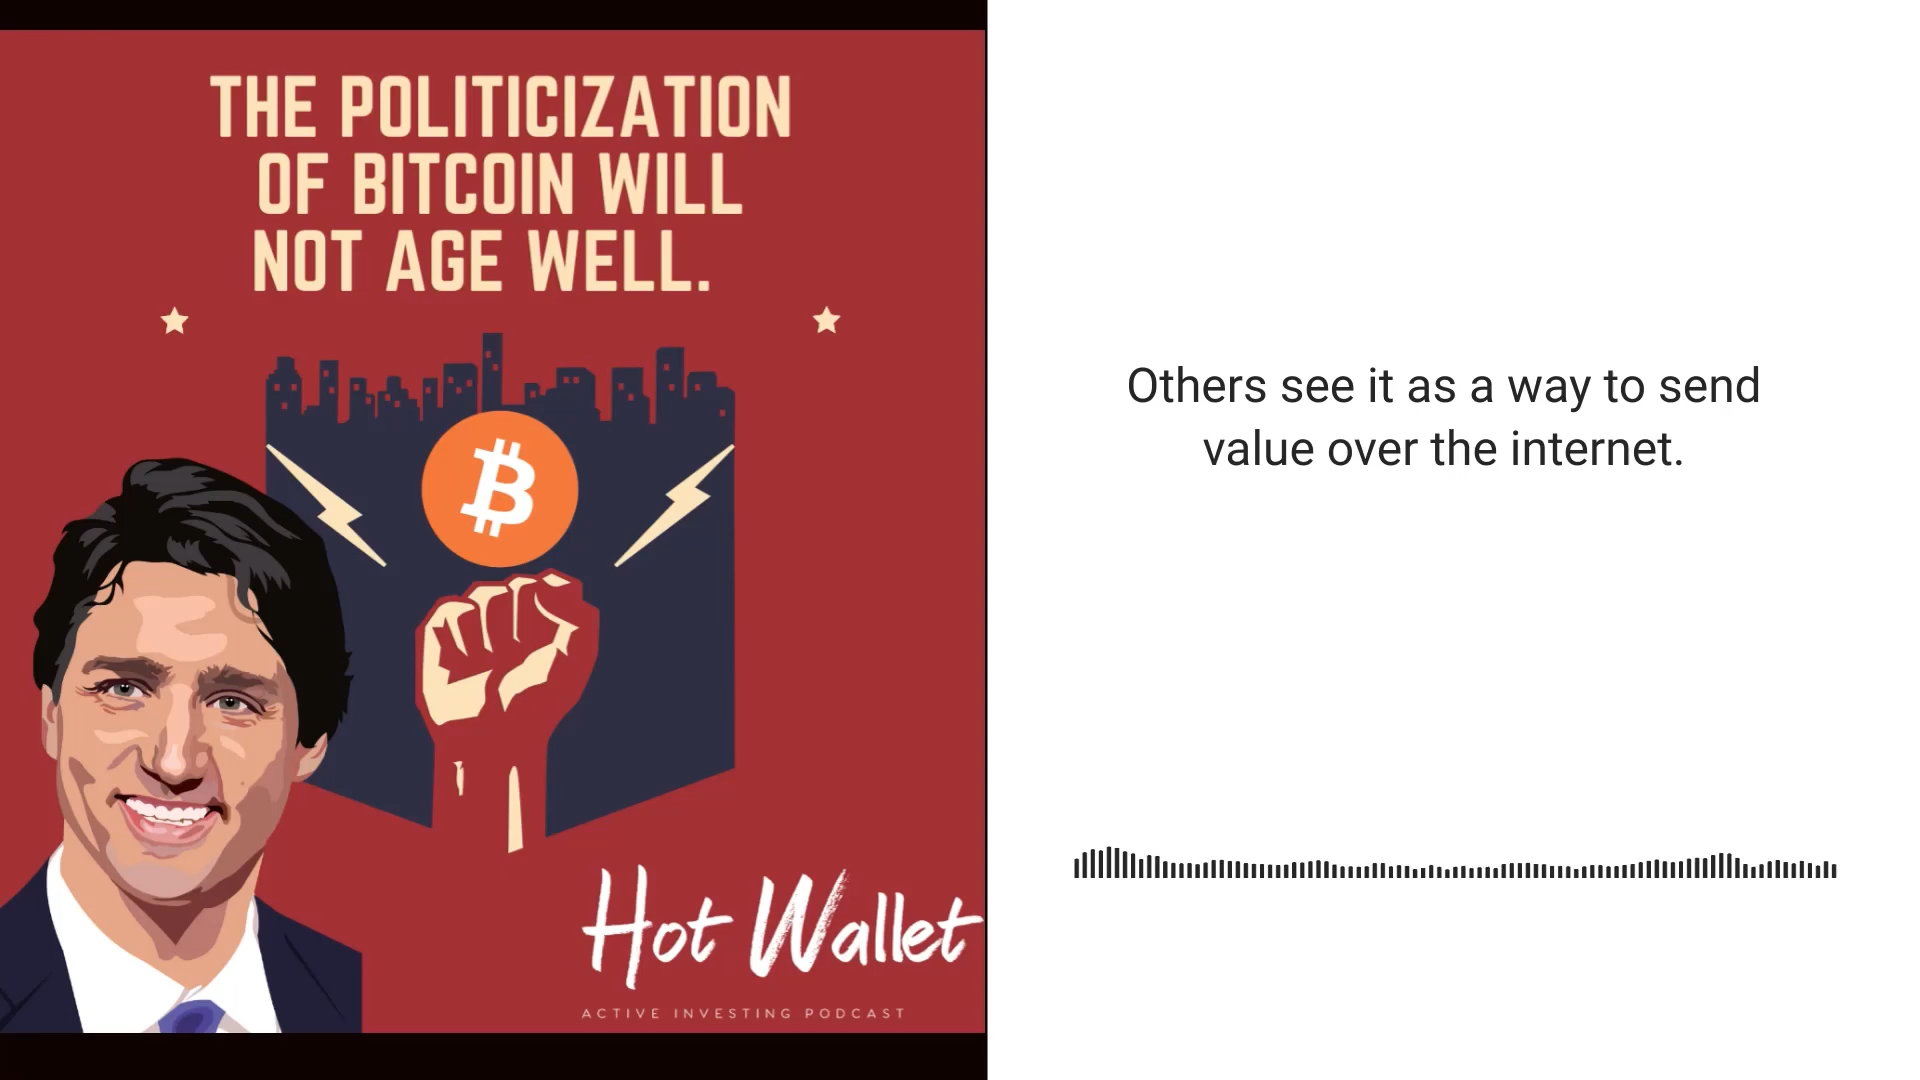 THE POLITICIZATION
OF BITCOIN WILL
NOT AGE WELL.
Hot Wallet
ACTIVE INVESTING PODCAST
Others see it as a way to send
value over the internet.